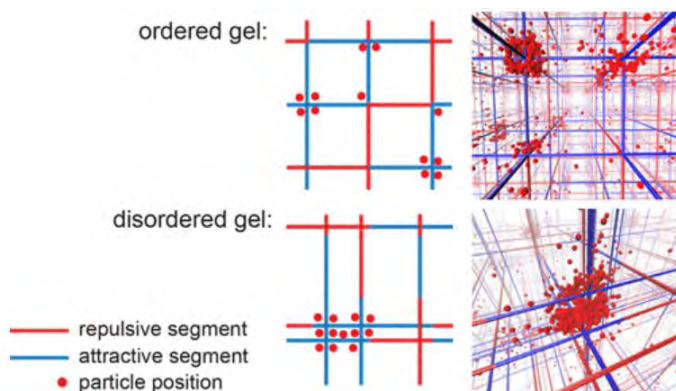 ordered gel:
disordered gel:
repulsive segment
attractive segment
particle position